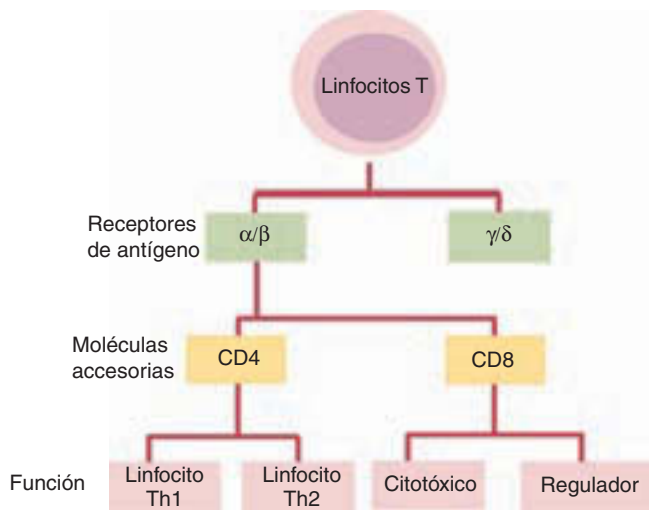 Linfocitos T
Receptores
de antígeno
α/β
γ/δ
Moléculas
accesorias
CD4
CD8
Función
Linfocito
Th1
Linfocito
Th2
Citotóxico
Regulador